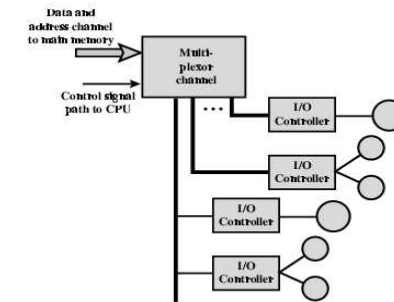 Data and
address channel
to main memory
Multi-
plexor
channel
Control signal
path to CPU
...
I/O
Controller
I/O
Controller
I/O
Controller
I/O
Controller